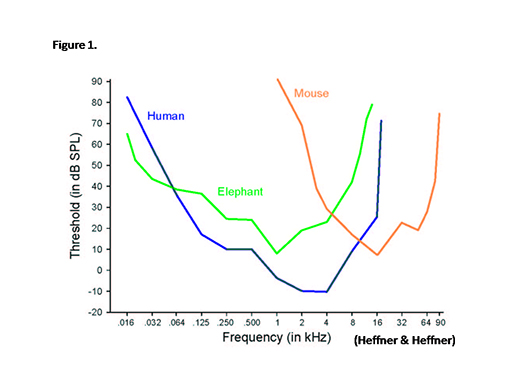 Figure 1.
90
80
70
60
50
40
30
20
10
0
-10
-20
Threshold (in dB SPL)
Human
Elephant
Mouse
.016 .032 .064 .125 .250 .500 1 2 4 8 16 32 64 90
Frequency (in kHz)
(Heffner & Heffner)